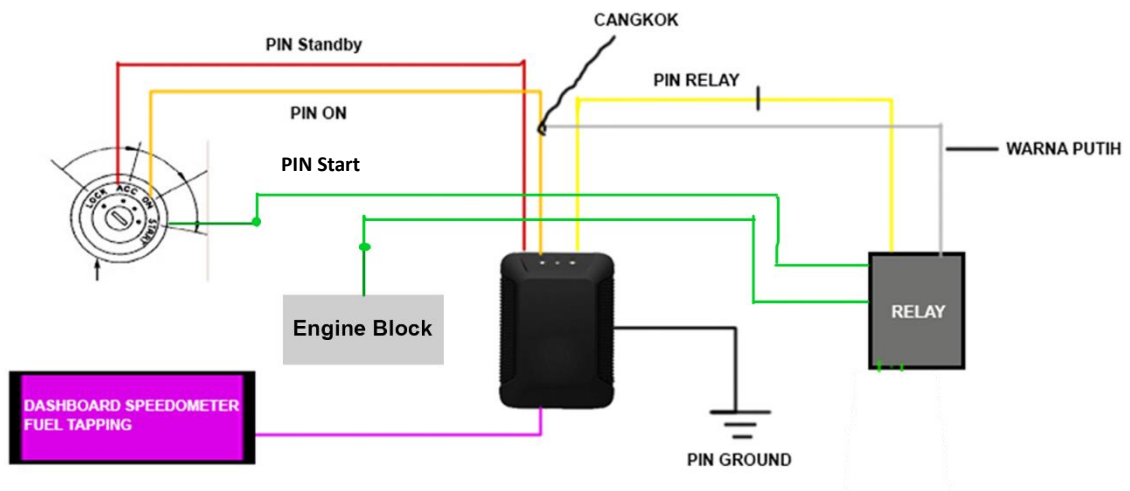 CANGKOK
PIN Standby
PIN RELAY
PIN ON
WARNA PUTIH
PIN Start
LOCK ACC ON START
RELAY
Engine Block
DASHBOARD SPEEDOMETER
FUEL TAPPING
PIN GROUND